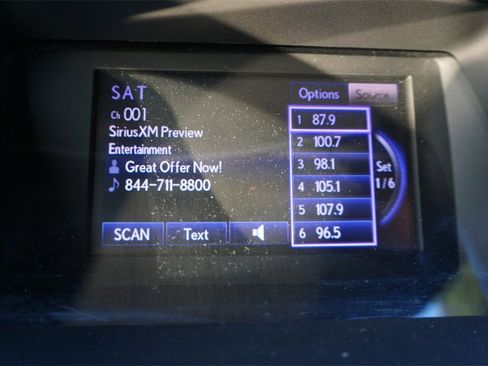 SAT
Options Source
Ch 001
SiriusXM Preview
Entertainment
Great Offer Now!
844-711-8800
1 87.9
2 100.7
3 98.1
4 105.1
5 107.9
6 96.5
Set
1/6
SCAN Text